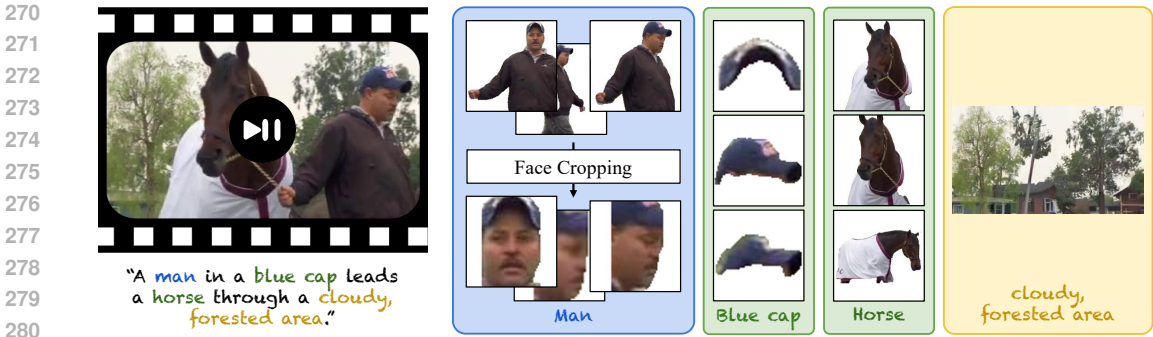 270
271
272
273
274
275
276
277
278
279
280
"A man in a blue cap leads
a horse through a cloudy,
forested area."
Face Cropping
Man
Blue cap
Horse
cloudy,
forested area